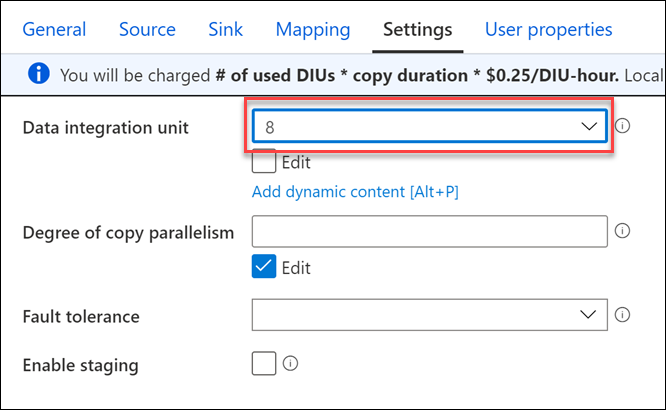 General Source Sink Mapping Settings User properties
You will be charged # of used DIUs * copy duration * $0.25/DIU-hour. Local
Data integration unit 8
Edit
Add dynamic content [Alt+P]
Degree of copy parallelism
Edit
Fault tolerance
Enable staging